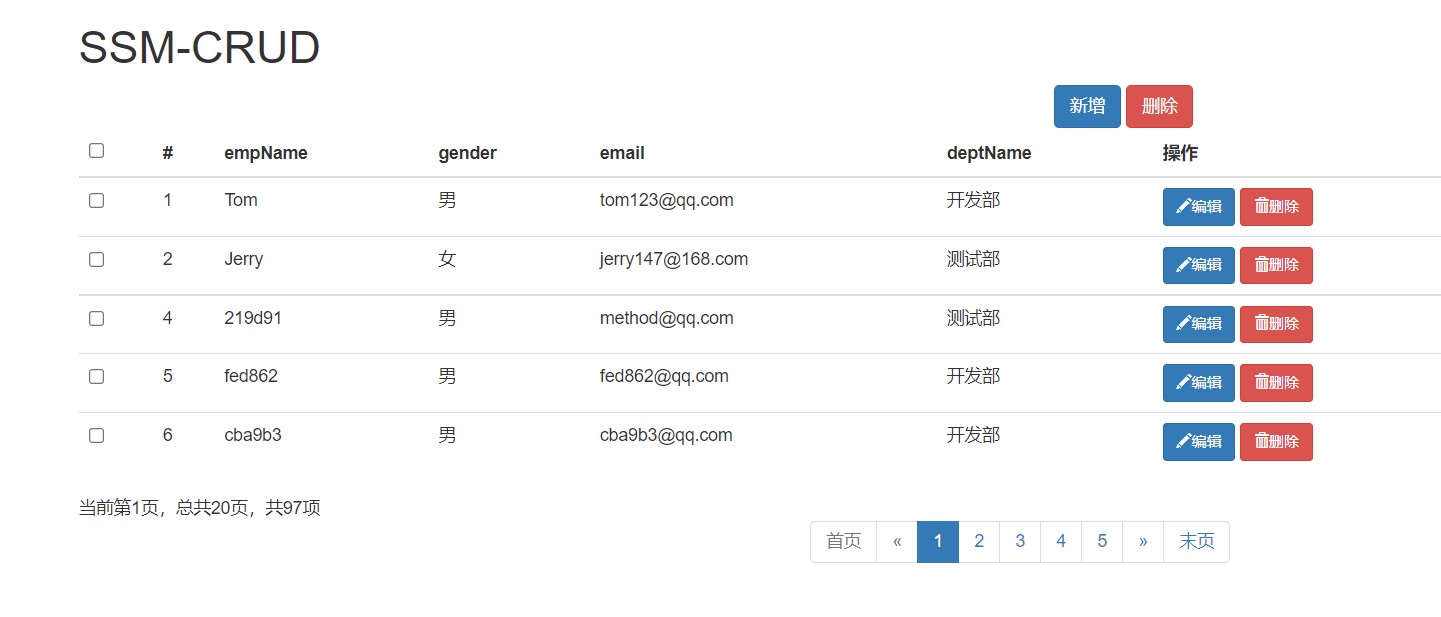 SSM-CRUD
新增 删除
# empName gender email deptName 操作
1 Tom 男 tom123@qq.com 开发部 编辑 删除
2 Jerry 女 jerry147@168.com 测试部 编辑 删除
4 219d91 男 method@qq.com 测试部 编辑 删除
5 fed862 男 fed862@qq.com 开发部 编辑 删除
6 cba9b3 男 cba9b3@qq.com 开发部 编辑 删除
当前第1页，总共20页，共97项
首页 « 1 2 3 4 5 » 末页